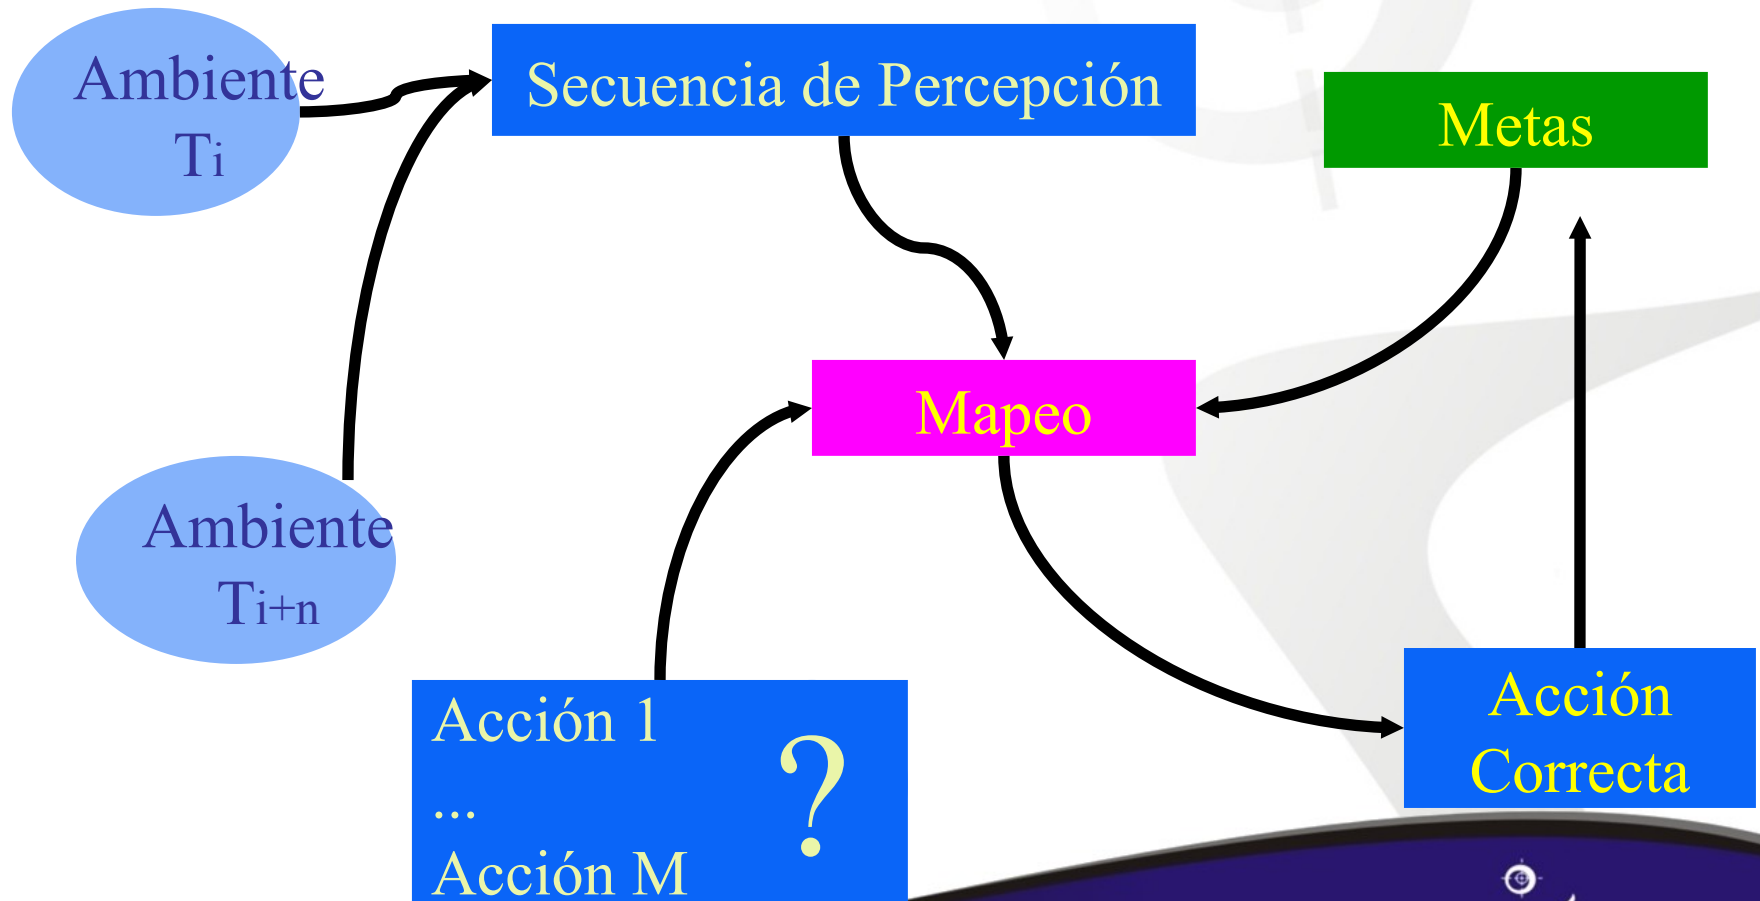 Ambiente
Ti
Secuencia de Percepción
Metas
Mapeo
Ambiente
Ti+n
Acción 1
...
Acción M
?
Acción
Correcta